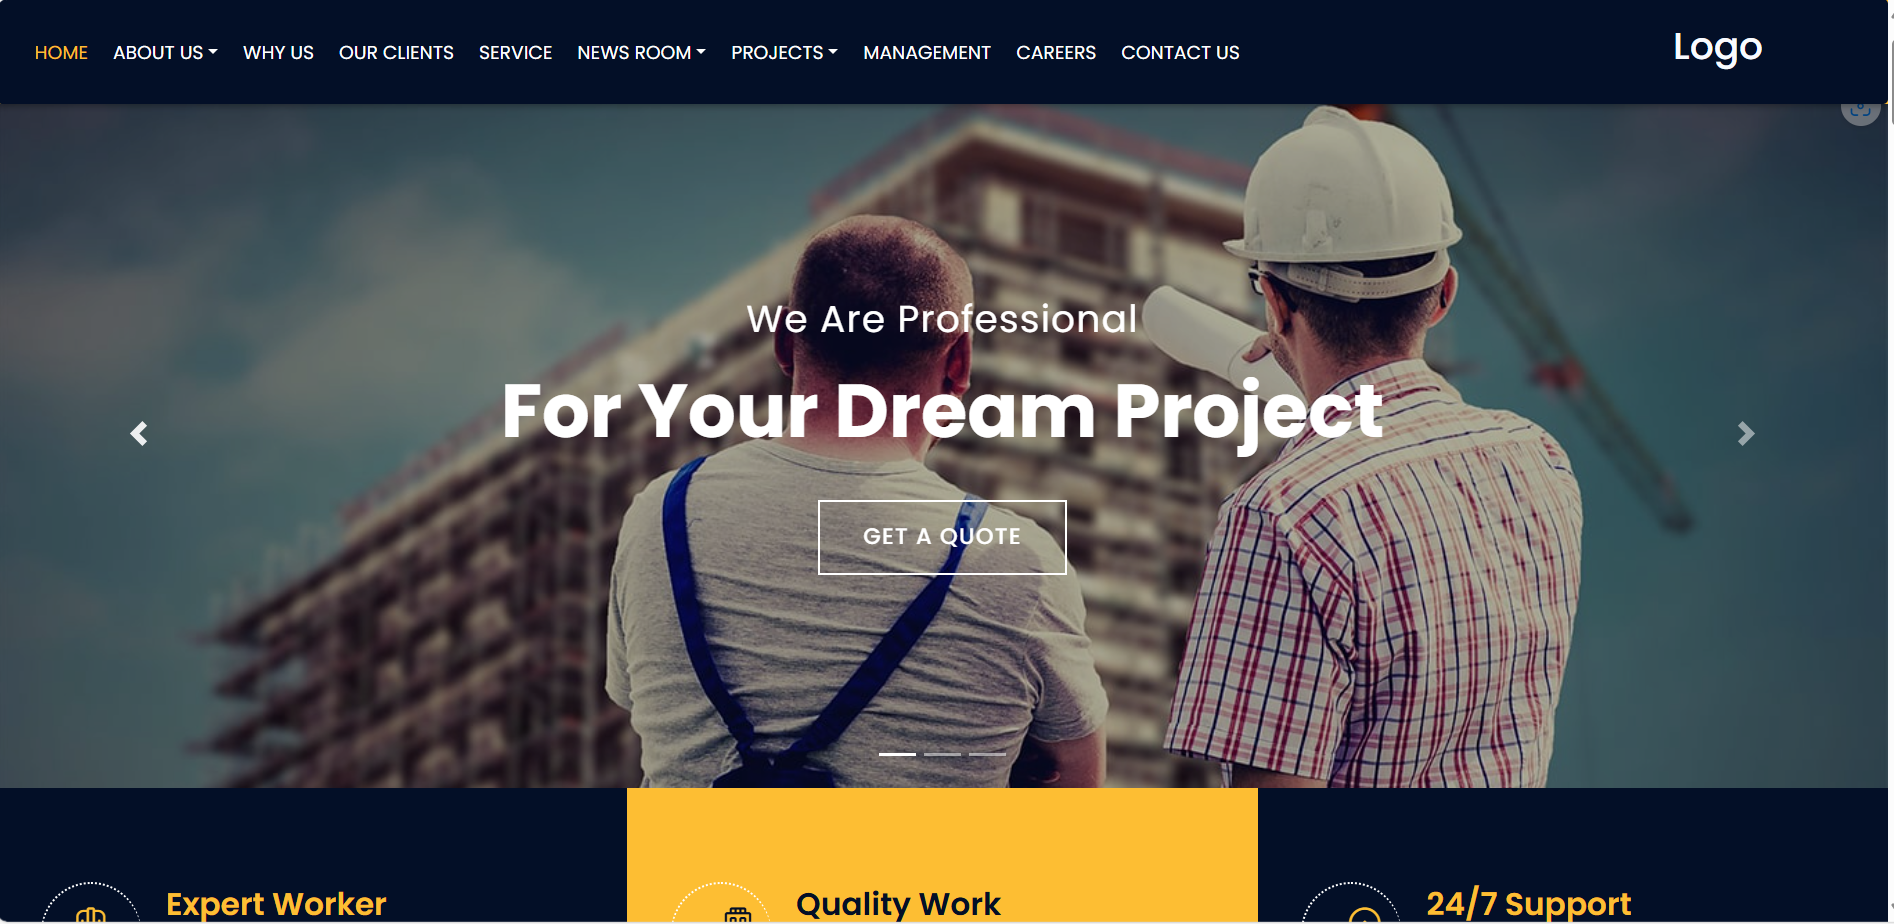 HOME ABOUT US WHY US OUR CLIENTS SERVICE NEWS ROOM PROJECTS MANAGEMENT CAREERS CONTACT US Logo
We Are Professional
For Your Dream Project
GET A QUOTE
Expert Worker Quality Work 24/7 Support